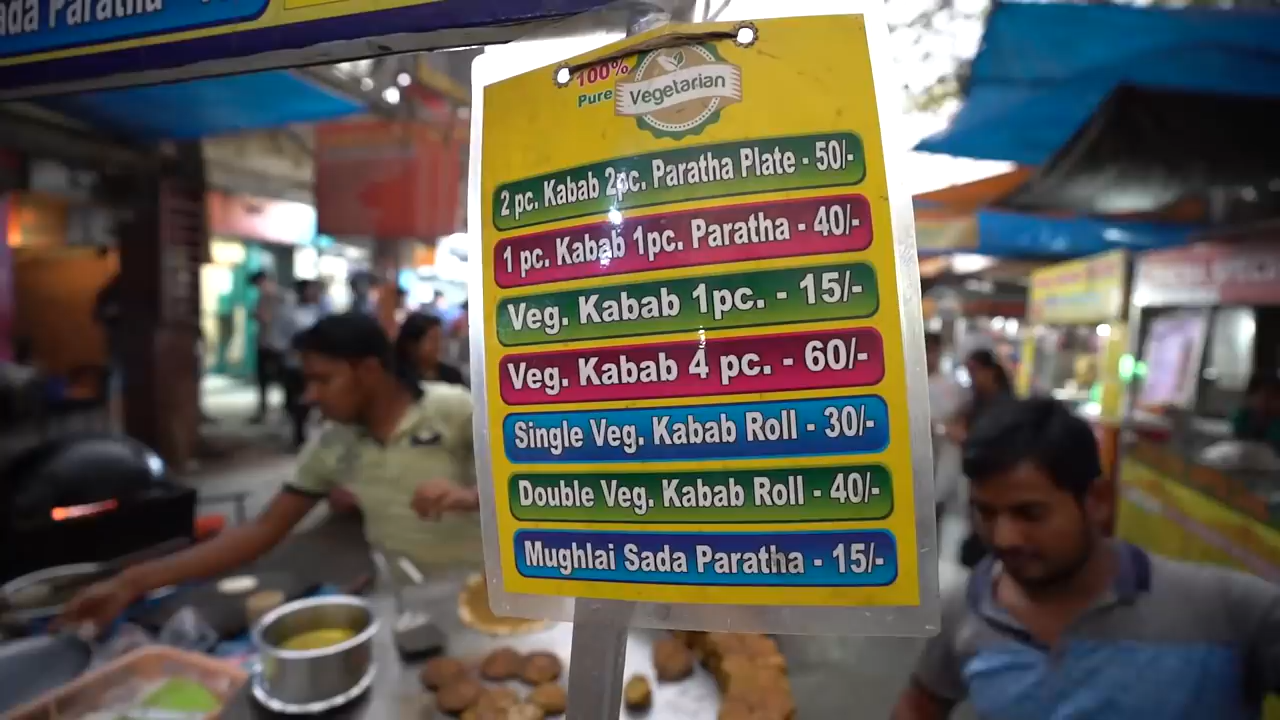 ada Paratha
100%
Pure
Vegetarian
2 pc. Kabab 2pc. Paratha Plate - 50/-
1 pc. Kabab 1pc. Paratha - 40/-
Veg. Kabab 1pc. - 15/-
Veg. Kabab 4 pc. - 60/-
Single Veg. Kabab Roll - 30/-
Double Veg. Kabab Roll - 40/-
Mughlai Sada Paratha - 15/-